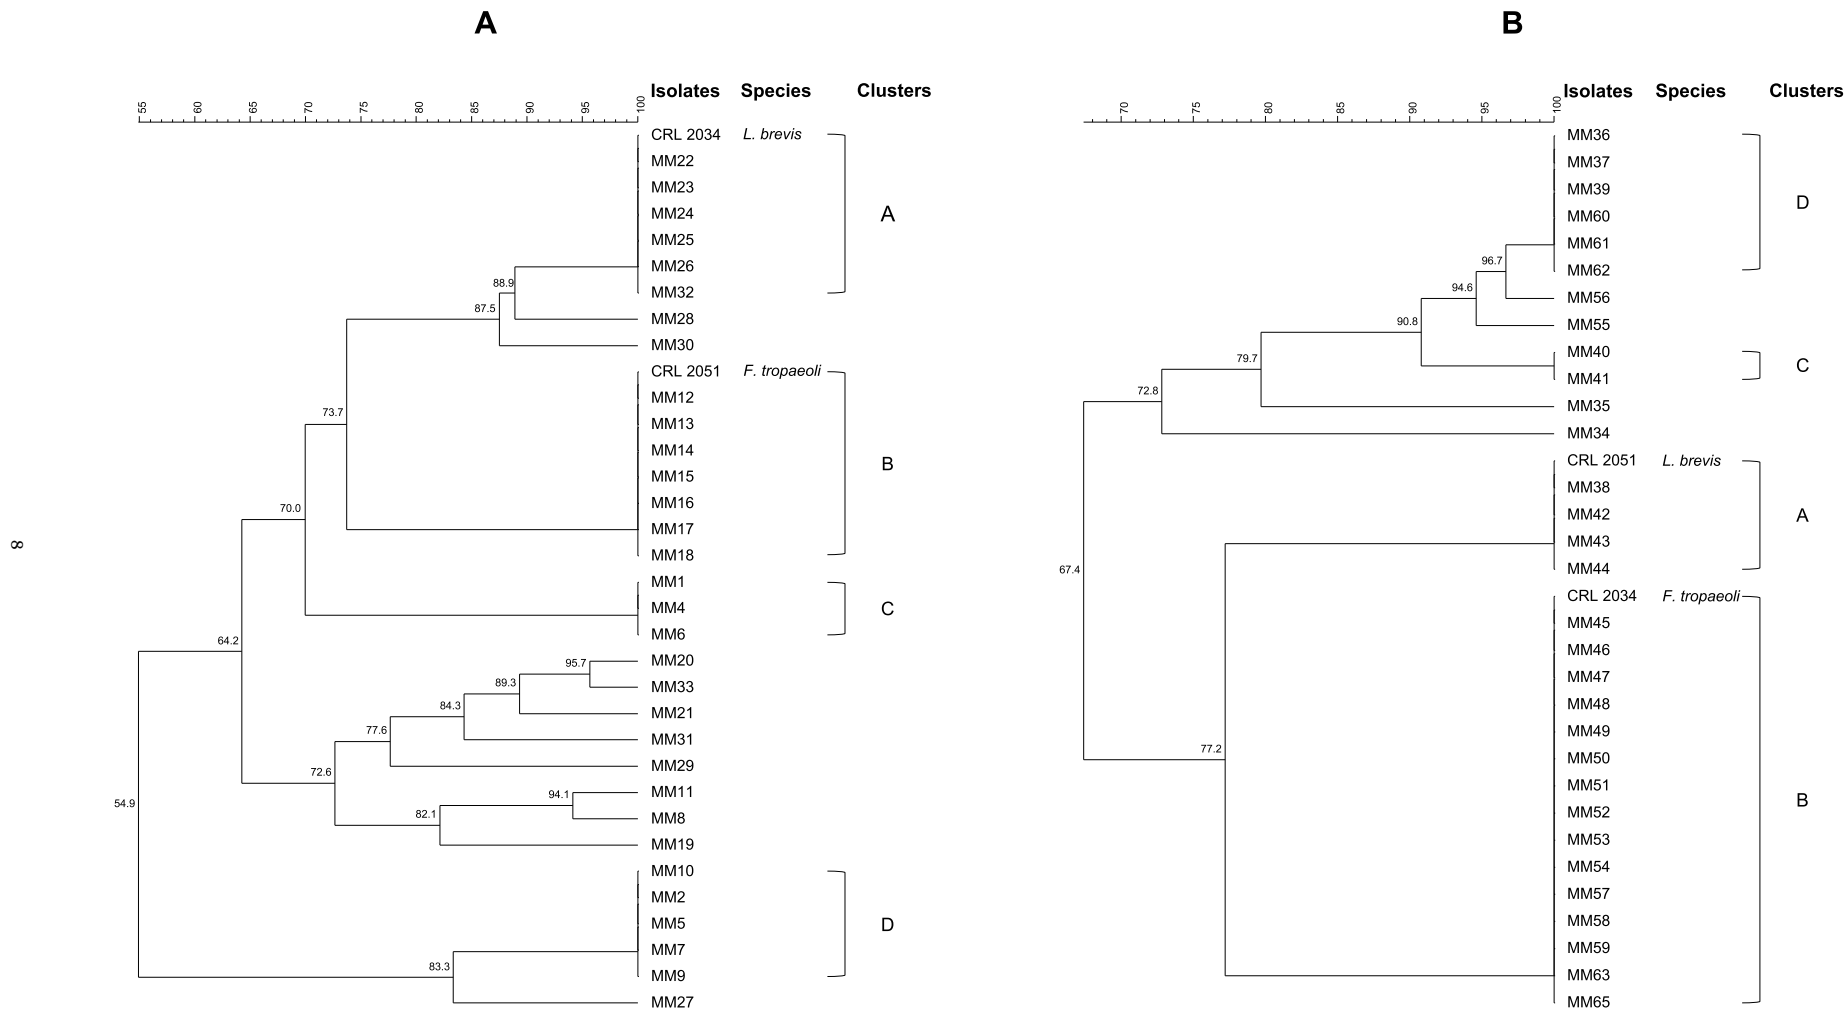 A
55 60 65 70 75 80 85 90 95 100
Isolates Species Clusters
CRL 2034 L. brevis
MM22
MM23
MM24
A
MM25
MM26
88.9
MM32
87.5
MM28
MM30
CRL 2051 F. tropaeoli
MM12
73.7
MM13
MM14
B
MM15
MM16
70.0
MM17
MM18
MM1
MM4
C
MM6
64.2
MM20
95.7
MM33
89.3
MM21
84.3
MM31
77.6
MM29
72.6
MM11
94.1
54.9
MM8
82.1
MM19
MM10
MM2
MM5
D
MM7
83.3
MM9
MM27
8
B
70 75 80 85 90 95 100
Isolates Species Clusters
MM36
MM37
MM39
D
MM60
MM61
96.7
MM62
94.6
MM56
90.8
MM55
MM40
79.7
C
MM41
72.8
MM35
MM34
CRL 2051 L. brevis
MM38
A
MM42
MM43
67.4
MM44
CRL 2034 F. tropaeoli
MM45
MM46
MM47
MM48
MM49
77.2
MM50
MM51
B
MM52
MM53
MM54
MM57
MM58
MM59
MM63
MM65